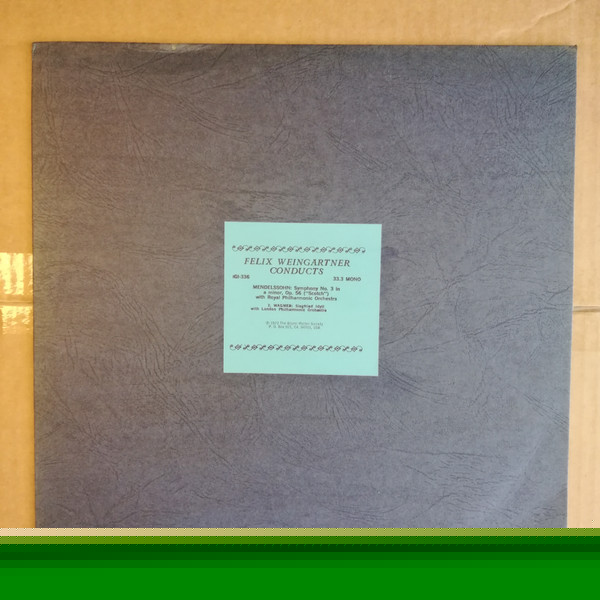 FELIX WEINGARTNER
CONDUCTS
33.3 MONO
MENDELSSOHN: Symphony No. 3 in
a minor, Op. 56 ("Scotch")
with Royal Philharmonic Orchestra
WAGNER: Siegfried Idyll
with London Philharmonic Orchestra